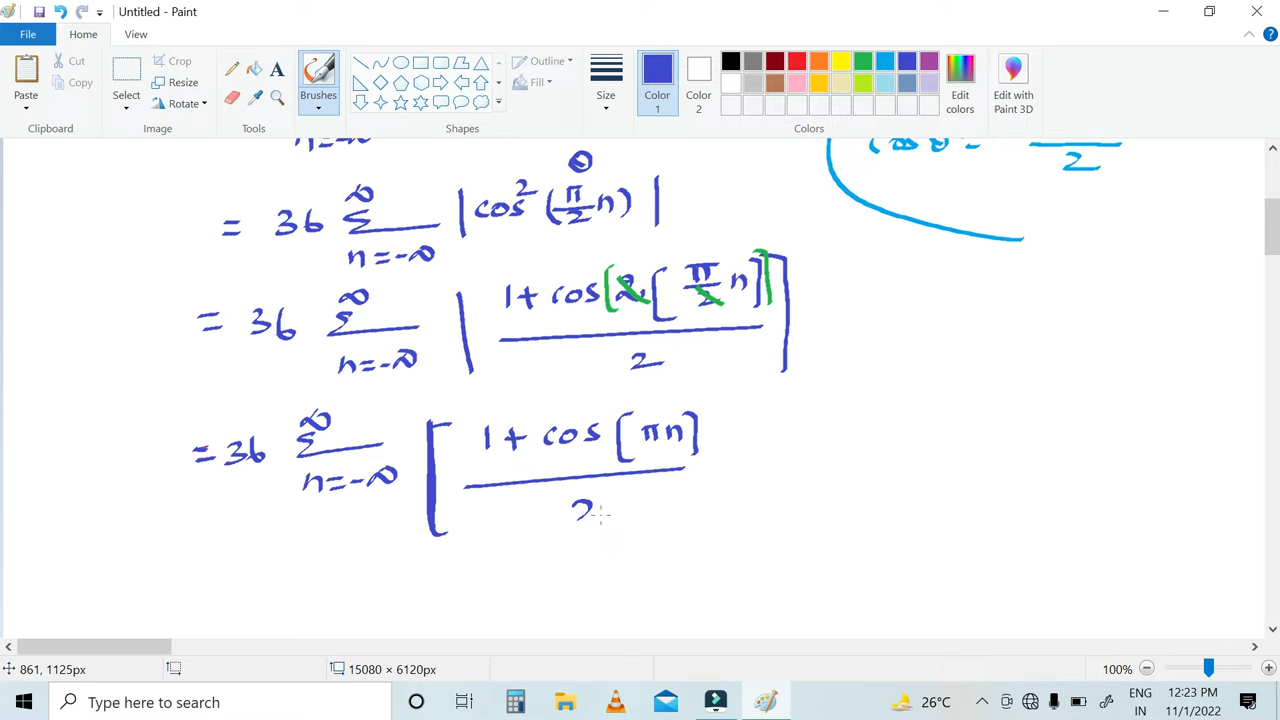 Untitled - Paint
File Home View
Paste Cut Copy Clipboard
Select Crop Resize Rotate Image
A Tools
Brushes
Outline Fill Shapes
Size
Color 1 Color 2 Colors
Edit colors
Edit with Paint 3D
n=-∞
cos θ = 2
θ
= 36 ∑ ∞ n=-∞ |cos² (π/2 n)|
= 36 ∑ ∞ n=-∞ [ 1 + cos[2[π/2 n]] / 2 ]
= 36 ∑ ∞ n=-∞ [ 1 + cos [πn] / 2
861, 1125px 15080 × 6120px 100%
Type here to search 26°C ENG IN 12:23 PM 11/1/2022